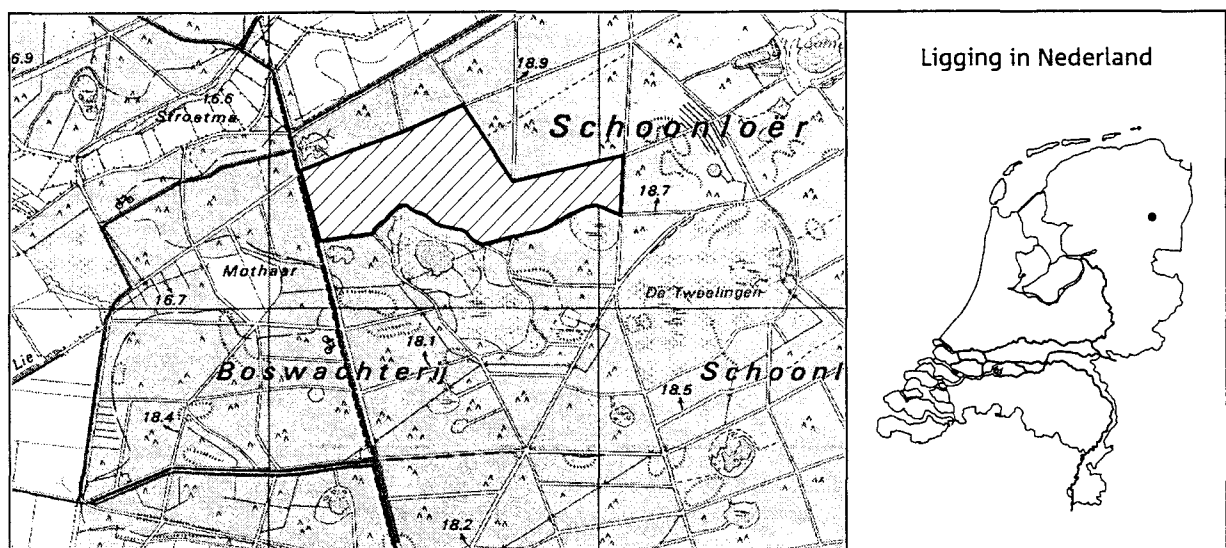 Ligging in Nederland
6.9
16.6
Strootma
18.9
Schoonloër
18.7
Mothaar
16.7
De Tweelingen
Lie
18.1
Boswachterij
Schoonl
18.5
18.4
18.2